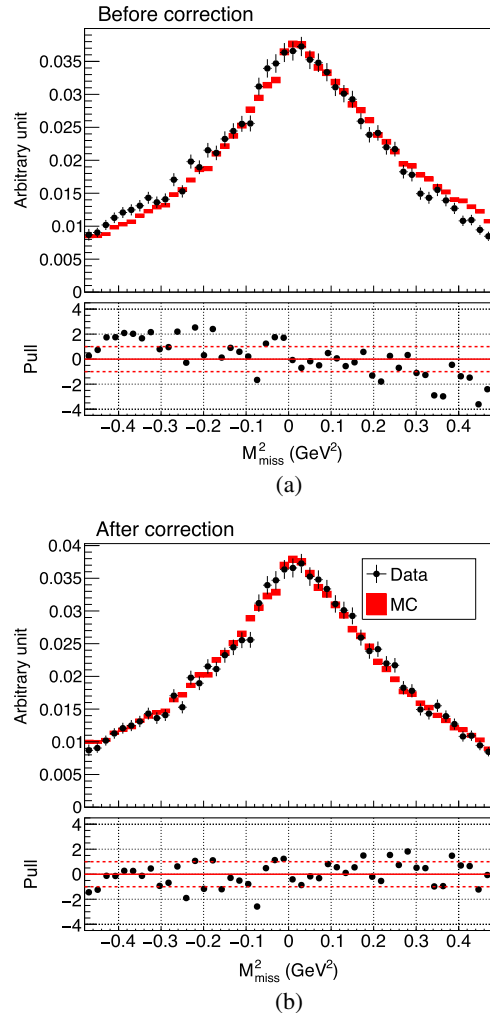 Before correction
Arbitrary unit
0.035
0.03
0.025
0.02
0.015
0.01
0.005
0
Pull
4
2
0
−2
−4
−0.4 −0.3 −0.2 −0.1 0 0.1 0.2 0.3 0.4
M²miss (GeV²)
(a)
After correction
Arbitrary unit
0.04
0.035
0.03
0.025
0.02
0.015
0.01
0.005
0
Data
MC
Pull
4
2
0
−2
−4
−0.4 −0.3 −0.2 −0.1 0 0.1 0.2 0.3 0.4
M²miss (GeV²)
(b)